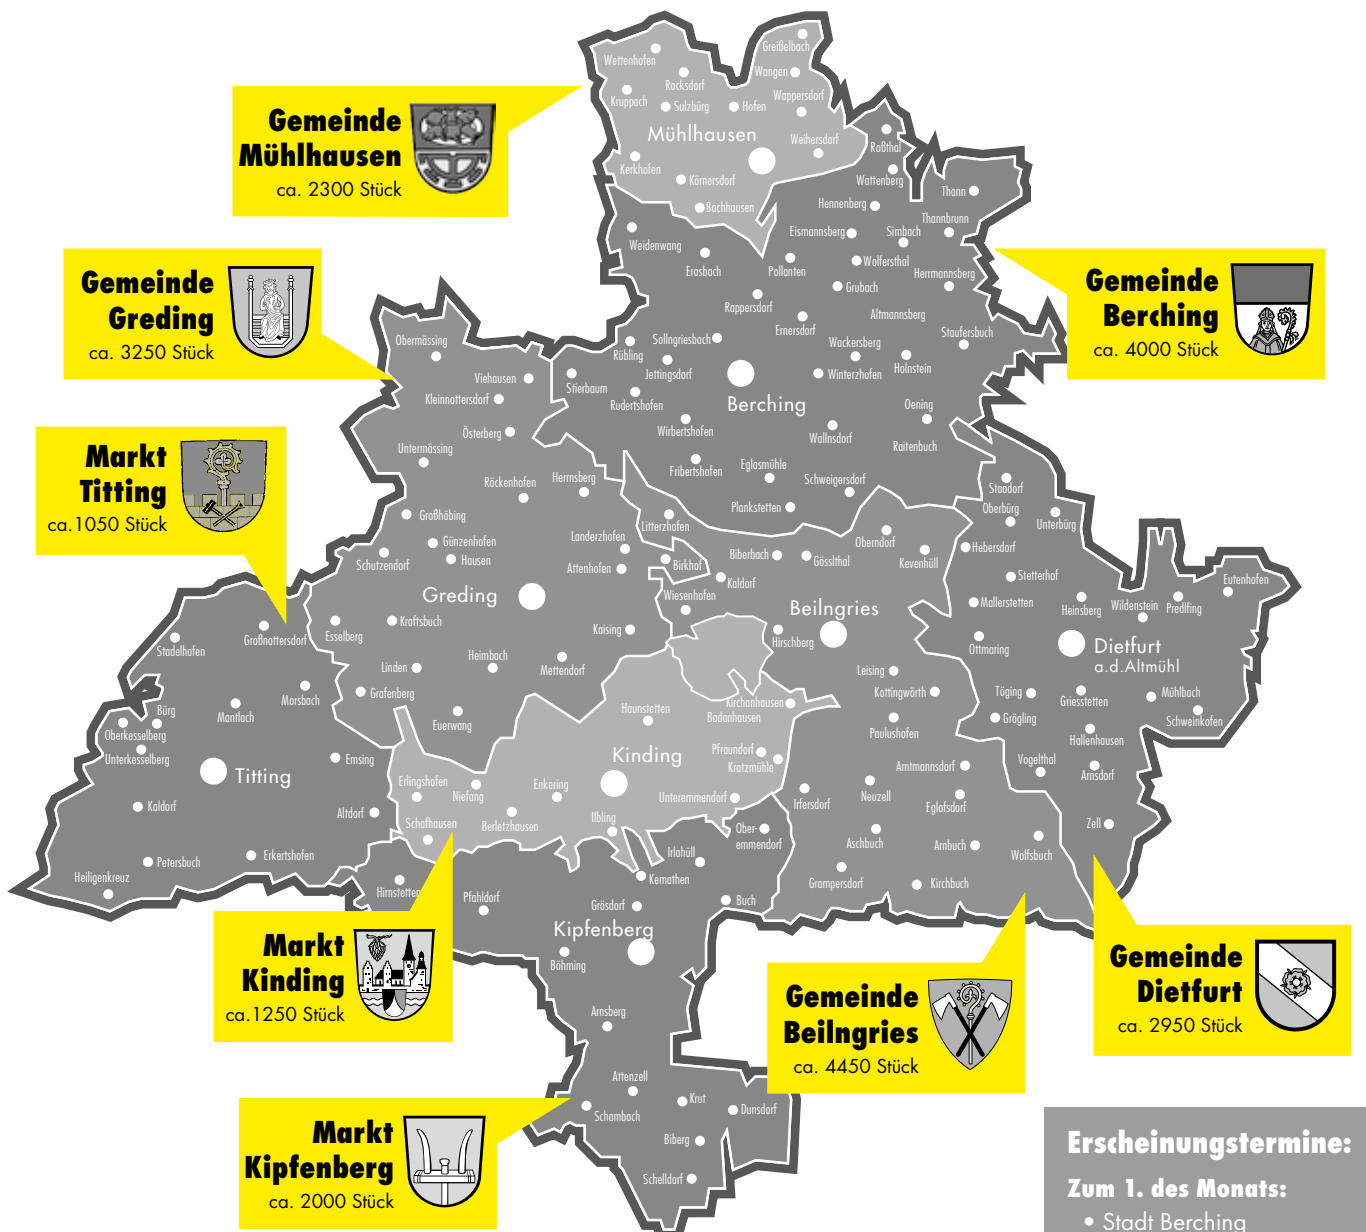 Wettenhofen
Greißelbach
Rocksdorf
Wangen
Kruppach
Sulzbürg
Hofen
Wappersdorf
Mühlhausen
Weihersdorf
Kerkhofen
Körnersdorf
Bachhausen
Gemeinde
Mühlhausen
ca. 2300 Stück
Roßthal
Wattenberg
Thann
Hennenberg
Thannbrunn
Weidenwang
Eismannsberg
Simbach
Erasbach
Pollanten
Wolfersthal
Herrmannsberg
Grubach
Rappersdorf
Altmannsberg
Ernersdorf
Staufersbuch
Sollngriesbach
Wackersberg
Rübling
Jettingsdorf
Holnstein
Winterzhofen
Stierbaum
Rudertshofen
Berching
Oening
Wirbertshofen
Wallnsdorf
Raitenbuch
Fribertshofen
Eglasmühle
Schweigersdorf
Plankstetten
Gemeinde
Berching
ca. 4000 Stück
Gemeinde
Greding
ca. 3250 Stück
Obermässing
Viehausen
Kleinnottersdorf
Österberg
Untermässing
Röckenhofen
Herrnsberg
Großhöbing
Günzenhofen
Landerzhofen
Schutzendorf
Hausen
Attenhofen
Greding
Kraftsbuch
Esselberg
Kaising
Linden
Heimbach
Mettendorf
Grafenberg
Euerwang
Markt
Titting
ca.1050 Stück
Großnottersdorf
Stadelhofen
Morsbach
Mantlach
Bürg
Oberkesselberg
Unterkesselberg
Emsing
Titting
Kaldorf
Altdorf
Petersbuch
Erkertshofen
Heiligenkreuz
Litterzhofen
Oberndorf
Birkhof
Biberbach
Gösslthal
Kevenhüll
Kaldorf
Wiesenhofen
Beilngries
Hirschberg
Leising
Kottingwörth
Paulushofen
Amtmannsdorf
Irfersdorf
Neuzell
Eglofsdorf
Aschbuch
Arnbuch
Wolfsbuch
Grampersdorf
Kirchbuch
Staadorf
Oberbürg
Unterbürg
Hebersdorf
Stetterhof
Eutenhofen
Mallerstetten
Heinsberg
Wildenstein
Predlfing
Ottmaring
Dietfurt
a.d.Altmühl
Töging
Griesstetten
Mühlbach
Grögling
Schweinkofen
Hallenhausen
Vogelthal
Arnsdorf
Zell
Kirchanhausen
Haunstetten
Badanhausen
Kinding
Pfraundorf
Kratzmühle
Erlingshofen
Niefang
Enkering
Unteremmendorf
Schafhausen
Berletzhausen
Ilbling
Ober-
emmendorf
Irlahüll
Hirnstetten
Kemathen
Pfahldorf
Grösdorf
Buch
Kipfenberg
Böhming
Arnsberg
Attenzell
Schambach
Krut
Dunsdorf
Biberg
Schelldorf
Markt
Kinding
ca.1250 Stück
Gemeinde
Beilngries
ca. 4450 Stück
Gemeinde
Dietfurt
ca. 2950 Stück
Markt
Kipfenberg
ca. 2000 Stück
Erscheinungstermine:
Zum 1. des Monats:
• Stadt Berching